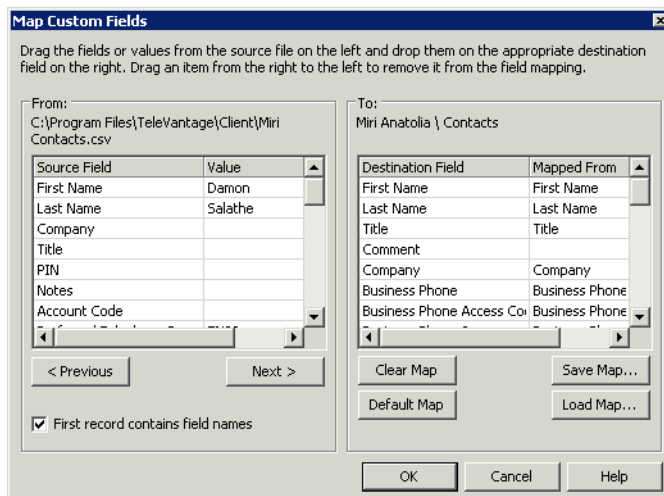 Map Custom Fields
Drag the fields or values from the source file on the left and drop them on the appropriate destination
field on the right. Drag an item from the right to the left to remove it from the field mapping.
From:
C:\Program Files\TeleVantage\Client\Miri
Contacts.csv
Source Field Value
First Name Damon
Last Name Salathe
Company
Title
PIN
Notes
Account Code
< Previous Next >
First record contains field names
To:
Miri Anatolia \ Contacts
Destination Field Mapped From
First Name First Name
Last Name Last Name
Title Title
Comment
Company Company
Business Phone Business Phone
Business Phone Access Co Business Phone
Clear Map Save Map...
Default Map Load Map...
OK Cancel Help